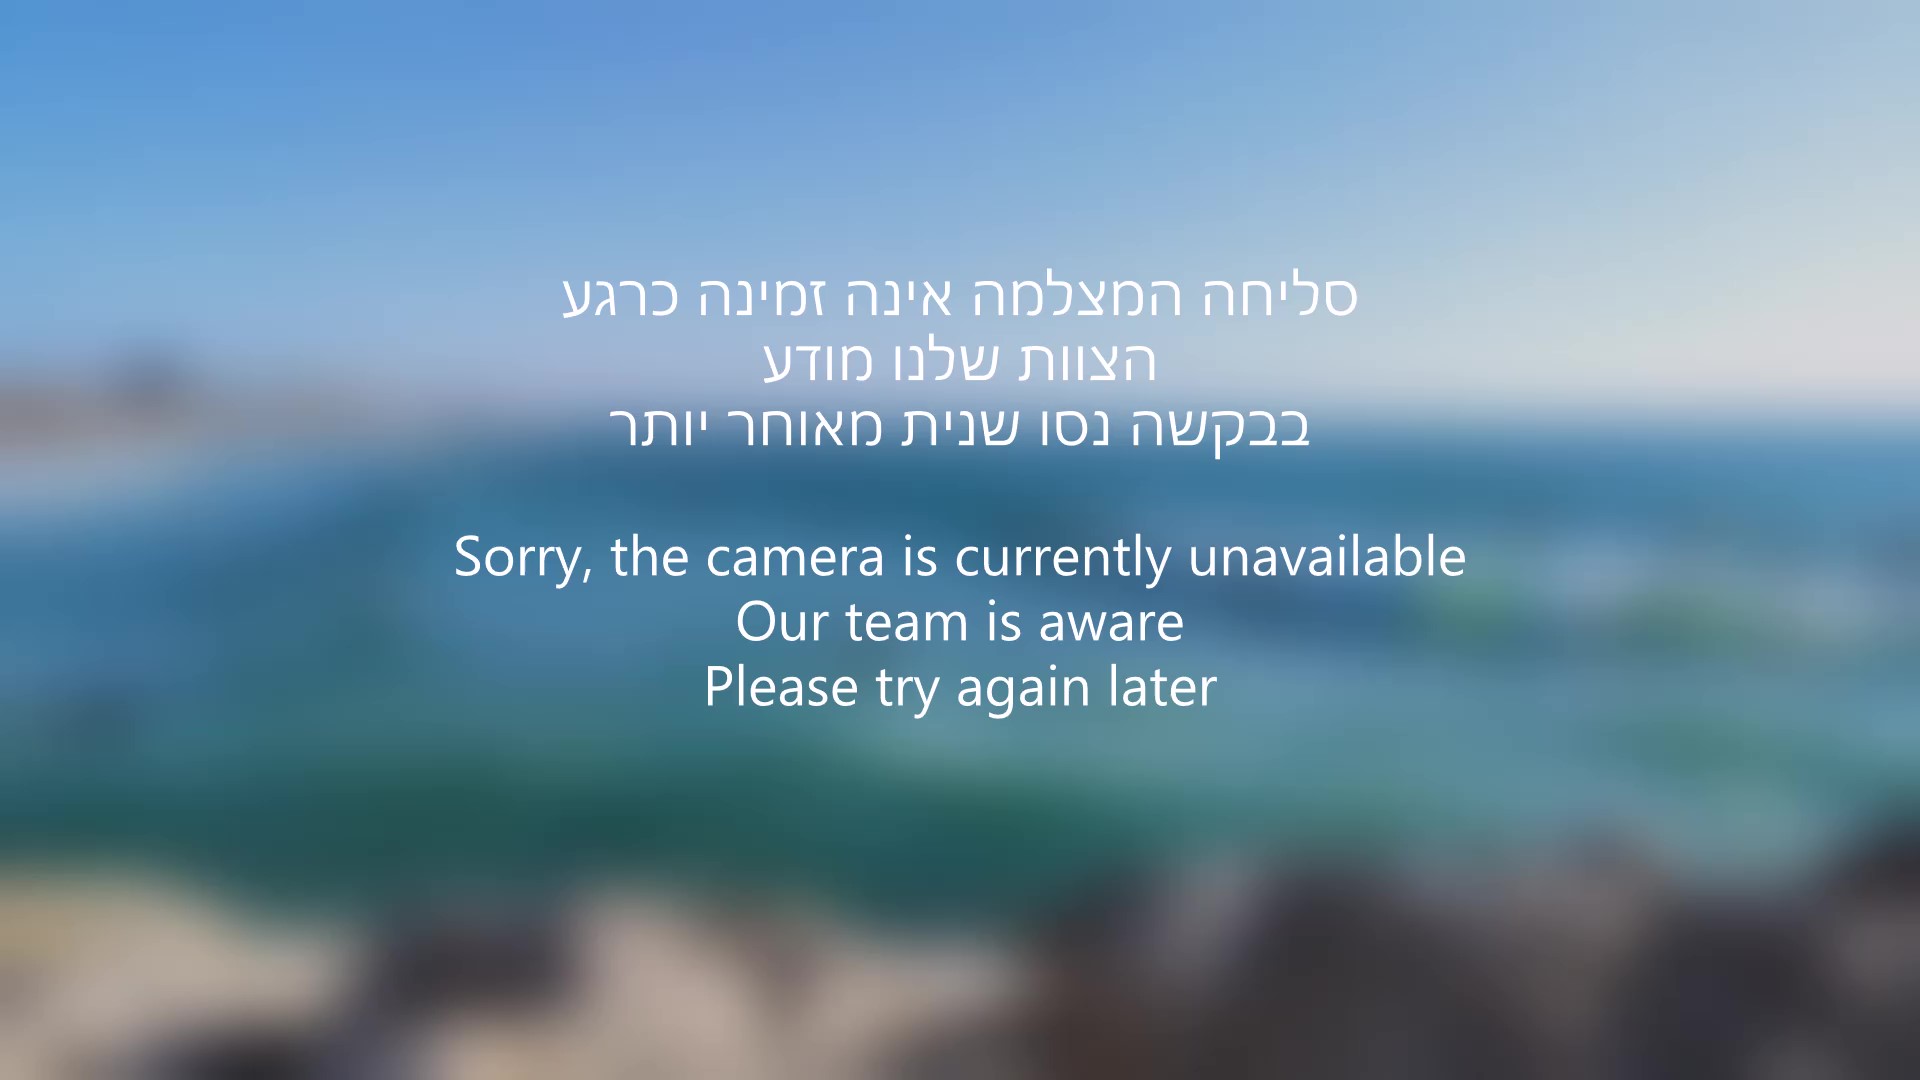 סליחה המצלמה אינה זמינה כרגע
הצוות שלנו מודע
בבקשה נסו שנית מאוחר יותר
Sorry, the camera is currently unavailable
Our team is aware
Please try again later